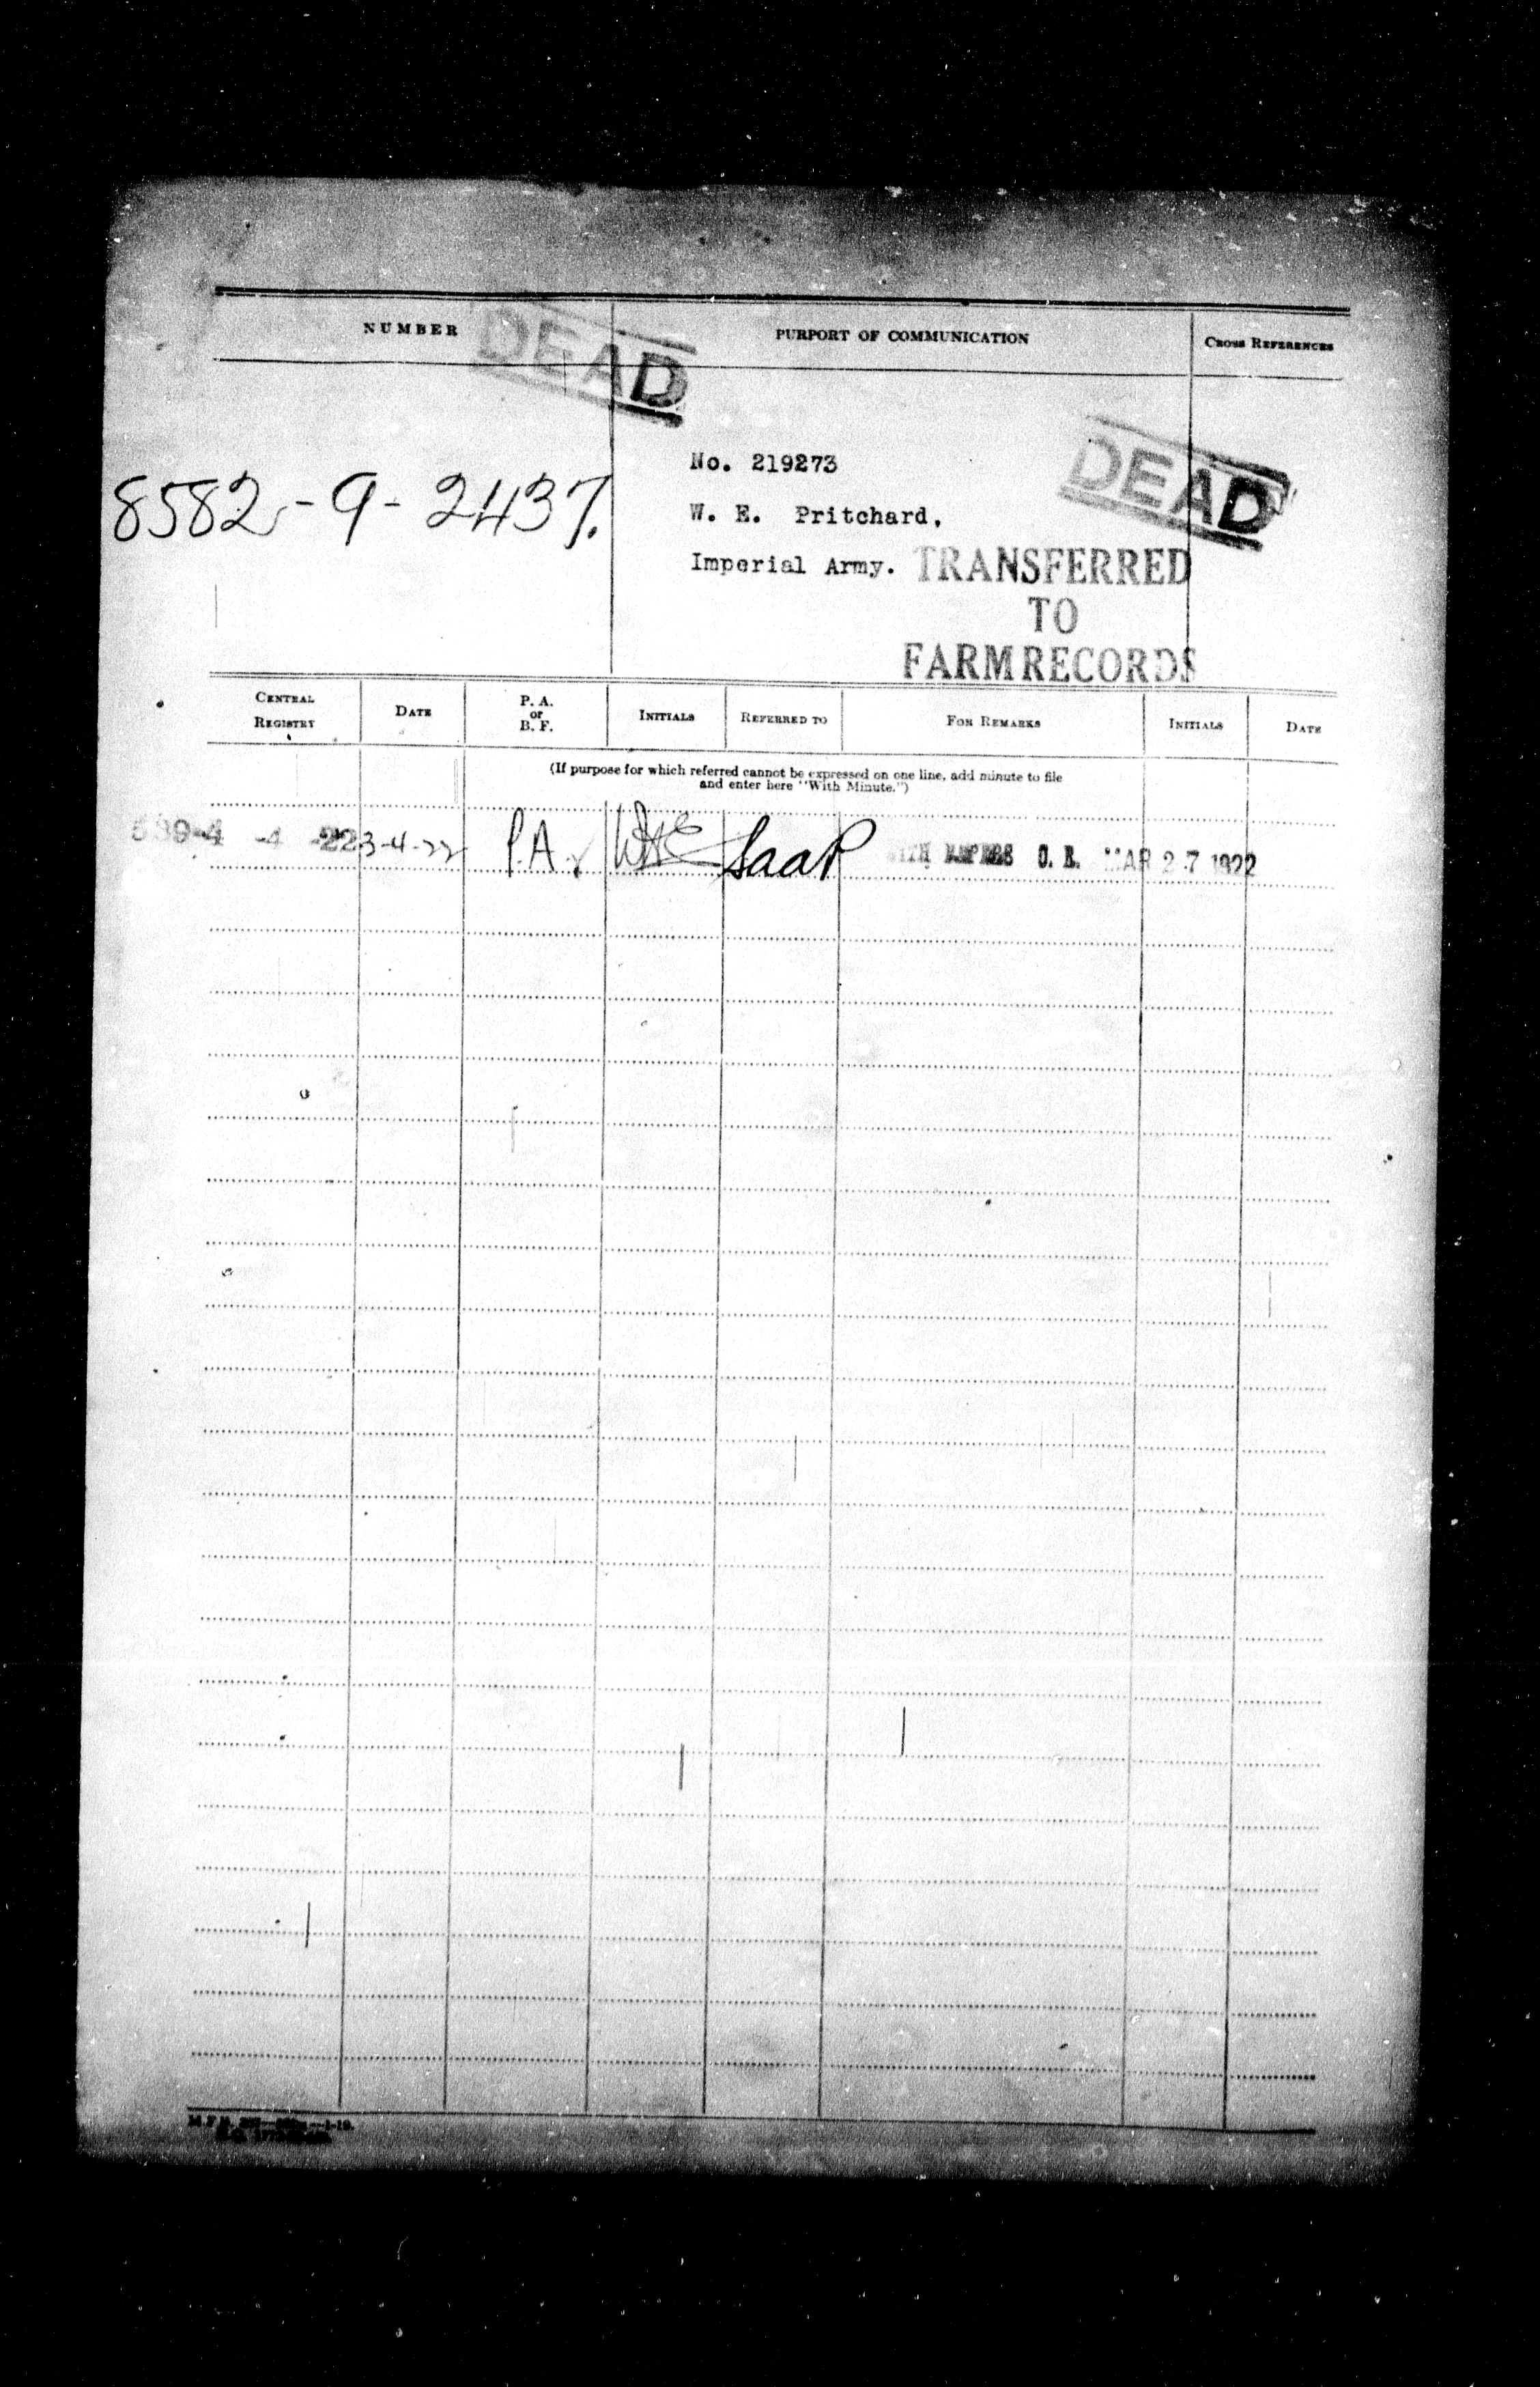 NUMBER
PURPORT OF COMMUNICATION
CROSS REFERENCES
DEAD
DEAD
8582-9-2437.
No. 219273
W. E. Pritchard,
Imperial Army.
TRANSFERRED
TO
FARM RECORDS
CENTRAL REGISTRY
DATE
P. A. or B. F.
INITIALS
REFERRED TO
FOR REMARKS
INITIALS
DATE
(If purpose for which referred cannot be expressed on one line, add minute to file
and enter here "With Minute.")
-4 -22 3-4-22 P.A. SaaP C. R. MAR 27 1922